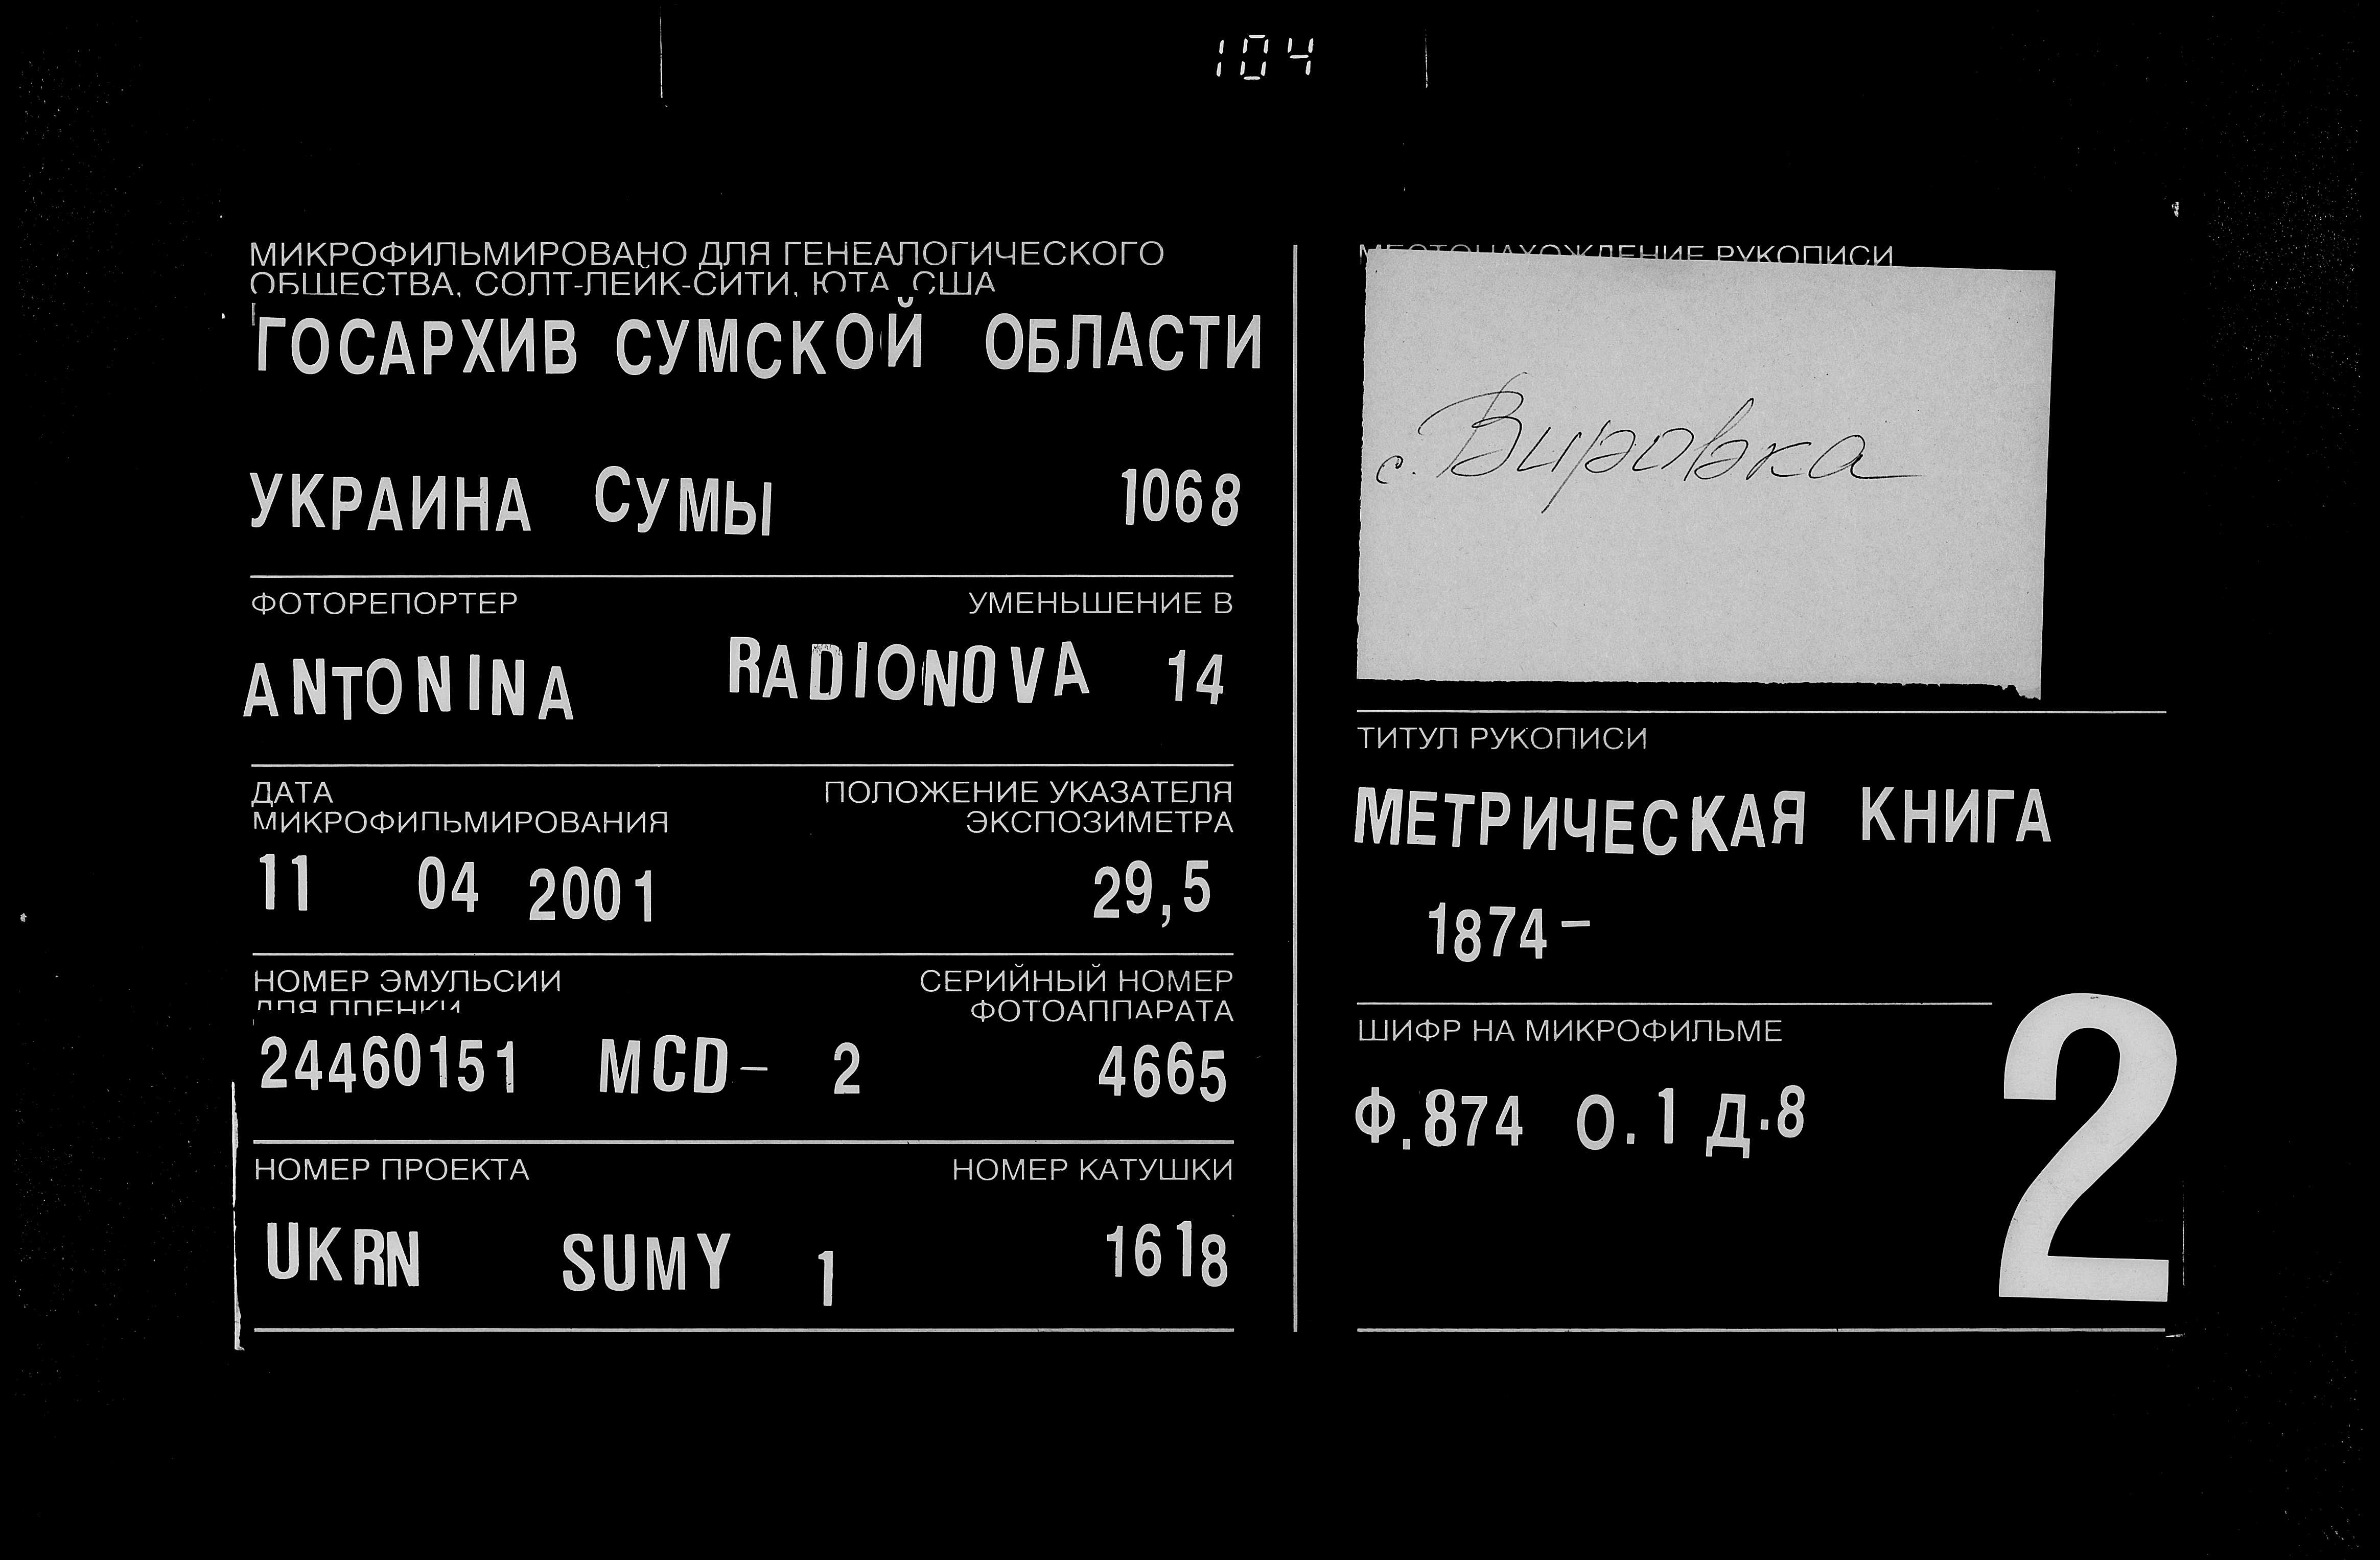 104
МИКРОФИЛЬМИРОВАНО ДЛЯ ГЕНЕАЛОГИЧЕСКОГО
ОБЩЕСТВА, СОЛТ-ЛЕЙК-СИТИ, ЮТА, США
ГОСАРХИВ СУМСКОЙ ОБЛАСТИ
УКРАИНА СУМЫ 1068
ФОТОРЕПОРТЕР УМЕНЬШЕНИЕ В
ANTONINA RADIONOVA 14
ДАТА ПОЛОЖЕНИЕ УКАЗАТЕЛЯ
МИКРОФИЛЬМИРОВАНИЯ ЭКСПОЗИМЕТРА
11 04 2001 29,5
НОМЕР ЭМУЛЬСИИ СЕРИЙНЫЙ НОМЕР
ДЛЯ ПЛЕНКИ ФОТОАППАРАТА
24460151 MCD- 2 4665
НОМЕР ПРОЕКТА НОМЕР КАТУШКИ
UKRN SUMY 1 1618
МЕСТОНАХОЖДЕНИЕ РУКОПИСИ
с. Вировка
ТИТУЛ РУКОПИСИ
МЕТРИЧЕСКАЯ КНИГА
1874-
ШИФР НА МИКРОФИЛЬМЕ
Ф.874 О.1 Д.8
2